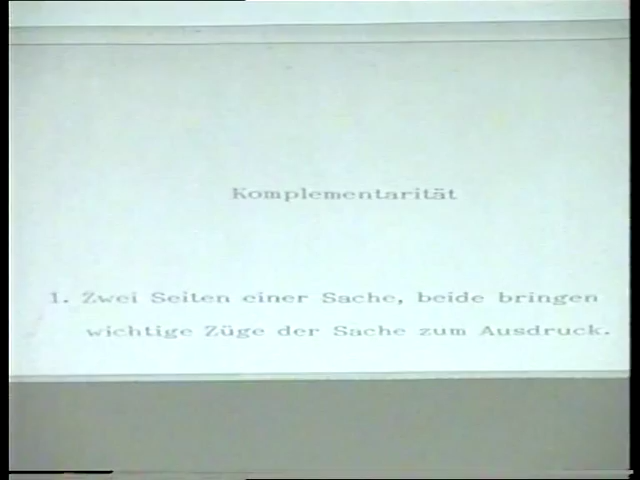 Komplementarität
1. Zwei Seiten einer Sache, beide bringen
wichtige Züge der Sache zum Ausdruck.